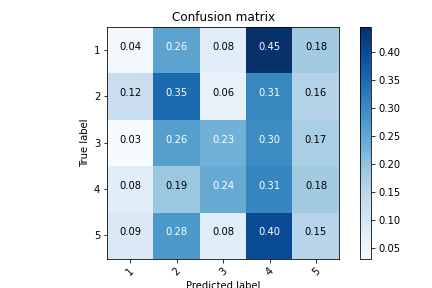 Confusion matrix
True label
1 0.04 0.26 0.08 0.45 0.18
2 0.12 0.35 0.06 0.31 0.16
3 0.03 0.26 0.23 0.30 0.17
4 0.08 0.19 0.24 0.31 0.18
5 0.09 0.28 0.08 0.40 0.15
1 2 3 4 5
Predicted label
0.40
0.35
0.30
0.25
0.20
0.15
0.10
0.05